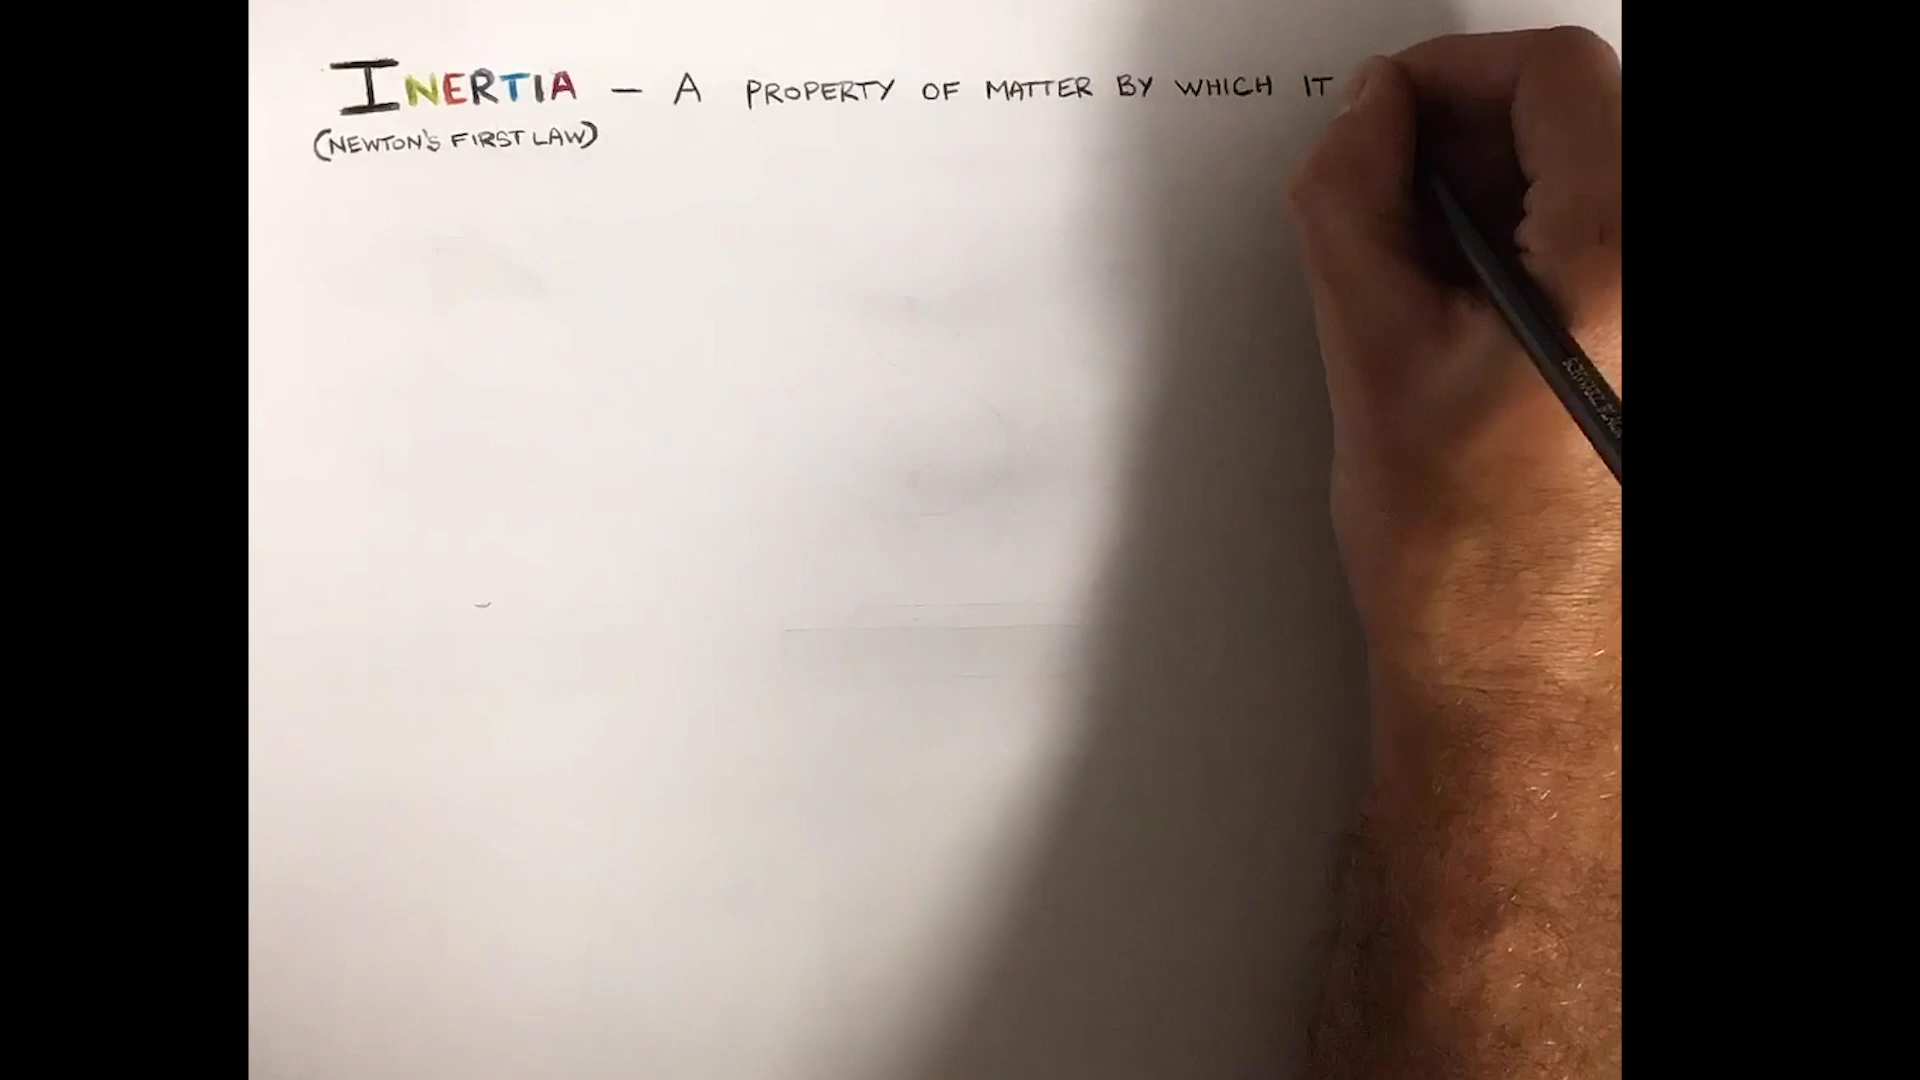 INERTIA – A PROPERTY OF MATTER BY WHICH IT
(NEWTON'S FIRST LAW)